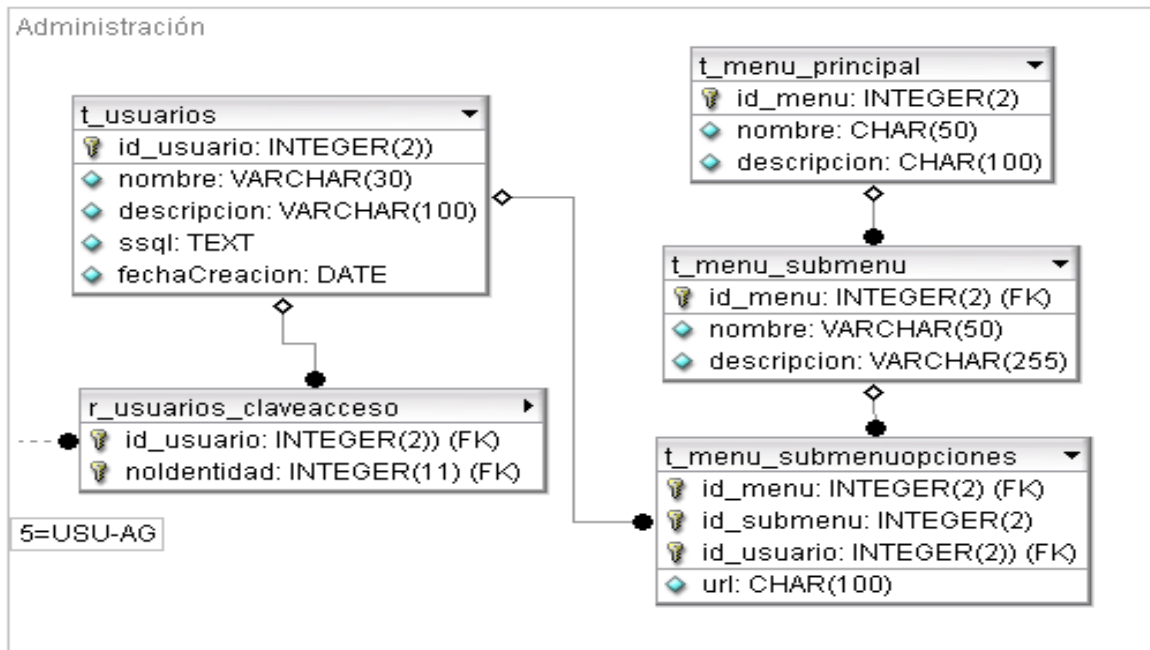 Administración
t_usuarios
id_usuario: INTEGER(2))
nombre: VARCHAR(30)
descripcion: VARCHAR(100)
ssql: TEXT
fechaCreacion: DATE
r_usuarios_claveacceso
id_usuario: INTEGER(2)) (FK)
noIdentidad: INTEGER(11) (FK)
5=USU-AG
t_menu_principal
id_menu: INTEGER(2)
nombre: CHAR(50)
descripcion: CHAR(100)
t_menu_submenu
id_menu: INTEGER(2) (FK)
nombre: VARCHAR(50)
descripcion: VARCHAR(255)
t_menu_submenuopciones
id_menu: INTEGER(2) (FK)
id_submenu: INTEGER(2)
id_usuario: INTEGER(2)) (FK)
url: CHAR(100)